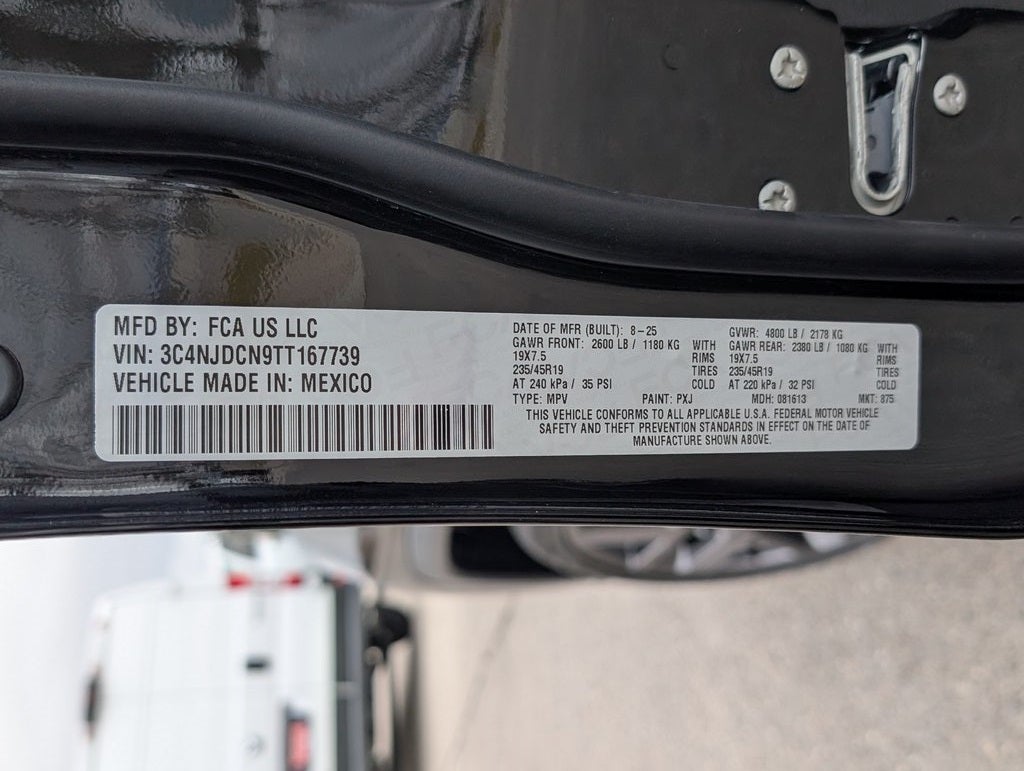 MFD BY: FCA US LLC
VIN: 3C4NJDCN9TT167739
VEHICLE MADE IN: MEXICO
DATE OF MFR (BUILT): 8-25
GAWR FRONT: 2600 LB / 1180 KG WITH
19X7.5 RIMS
235/45R19 TIRES
AT 240 kPa / 35 PSI COLD
TYPE: MPV PAINT: PXJ
GVWR: 4800 LB / 2178 KG
GAWR REAR: 2380 LB / 1080 KG WITH
19X7.5 RIMS
235/45R19 TIRES
AT 220 kPa / 32 PSI COLD
MDH: 081613 MKT: 875
THIS VEHICLE CONFORMS TO ALL APPLICABLE U.S.A. FEDERAL MOTOR VEHICLE
SAFETY AND THEFT PREVENTION STANDARDS IN EFFECT ON THE DATE OF
MANUFACTURE SHOWN ABOVE.